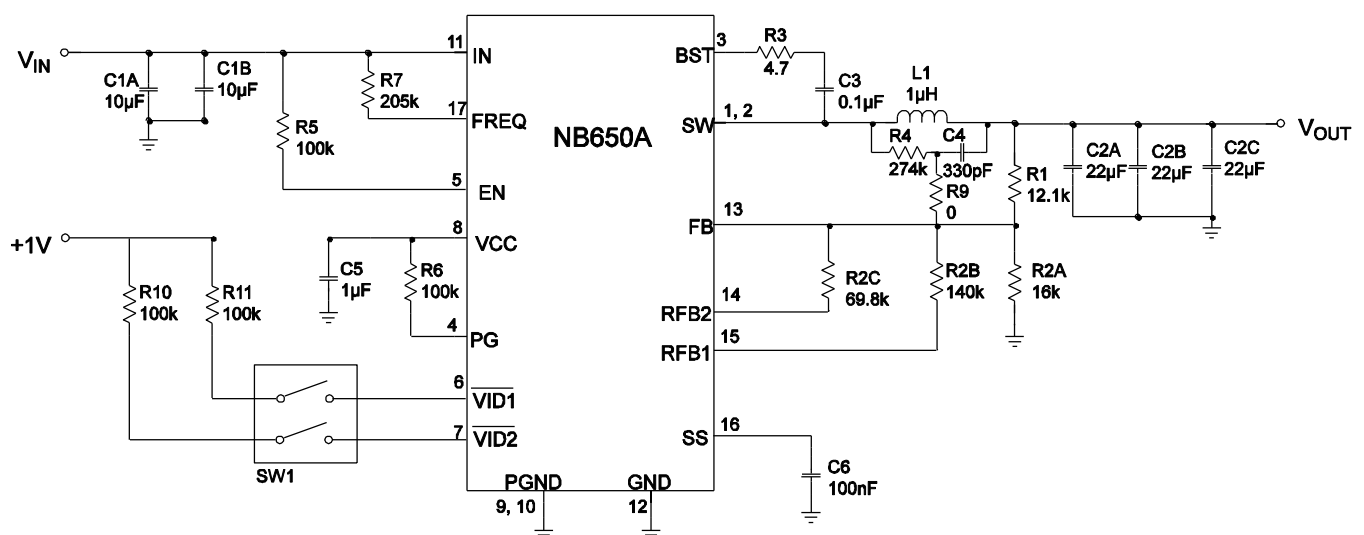 VIN
C1A
10µF
C1B
10µF
R5
100k
R7
205k
11
IN
17
FREQ
5
EN
8
VCC
4
PG
6
VID1
7
VID2
+1V
R10
100k
R11
100k
C5
1µF
R6
100k
SW1
NB650A
PGND
9, 10
GND
12
3
BST
R3
4.7
C3
0.1µF
1, 2
SW
L1
1µH
R4
274k
C4
330pF
R9
0
R1
12.1k
C2A
22µF
C2B
22µF
C2C
22µF
VOUT
13
FB
R2C
69.8k
R2B
140k
R2A
16k
14
RFB2
15
RFB1
16
SS
C6
100nF